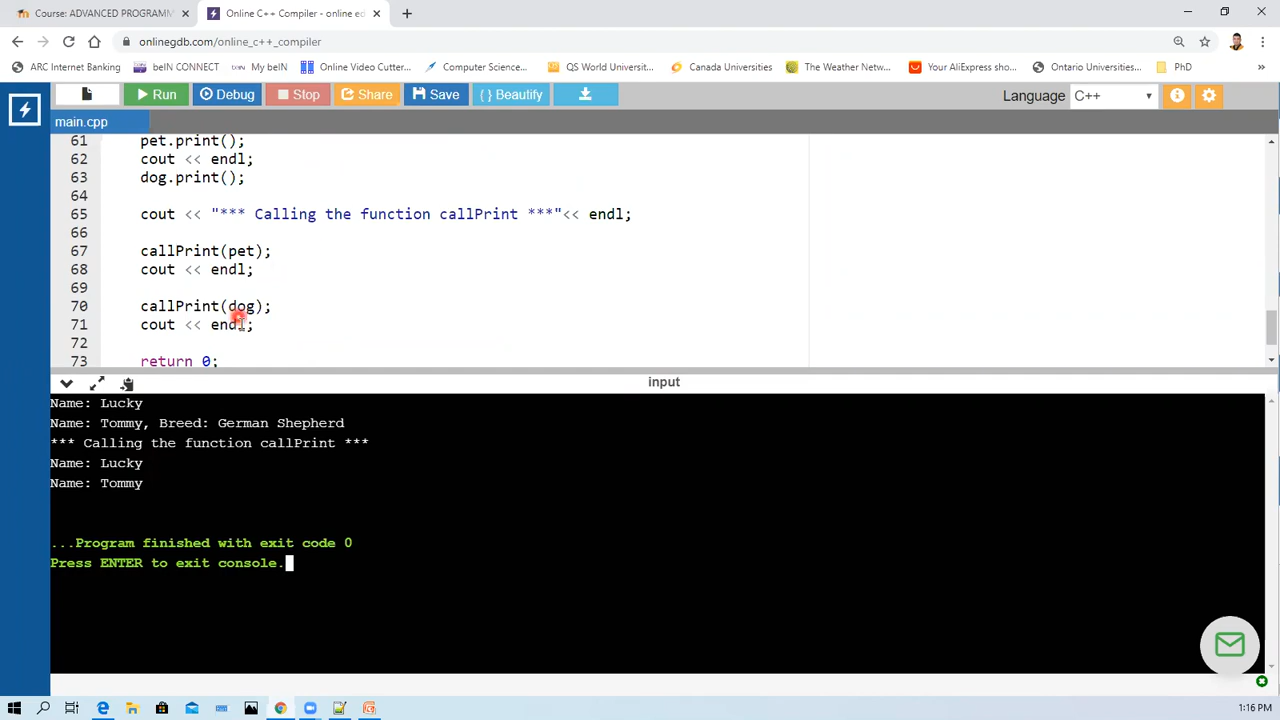 Course: ADVANCED PROGRAMM
Online C++ Compiler - online ed
onlinegdb.com/online_c++_compiler
ARC Internet Banking
beIN CONNECT
My beIN
Online Video Cutter...
Computer Science...
QS World Universit...
Canada Universities
The Weather Netw...
Your AliExpress sho...
Ontario Universities...
PhD
»
Run
Debug
Stop
Share
Save
{ } Beautify
Language C++
main.cpp
61 pet.print();
62 cout << endl;
63 dog.print();
64
65 cout << "*** Calling the function callPrint ***"<< endl;
66
67 callPrint(pet);
68 cout << endl;
69
70 callPrint(dog);
71 cout << endl;
72
73 return 0;
input
Name: Lucky
Name: Tommy, Breed: German Shepherd
*** Calling the function callPrint ***
Name: Lucky
Name: Tommy
...Program finished with exit code 0
Press ENTER to exit console.
1:16 PM